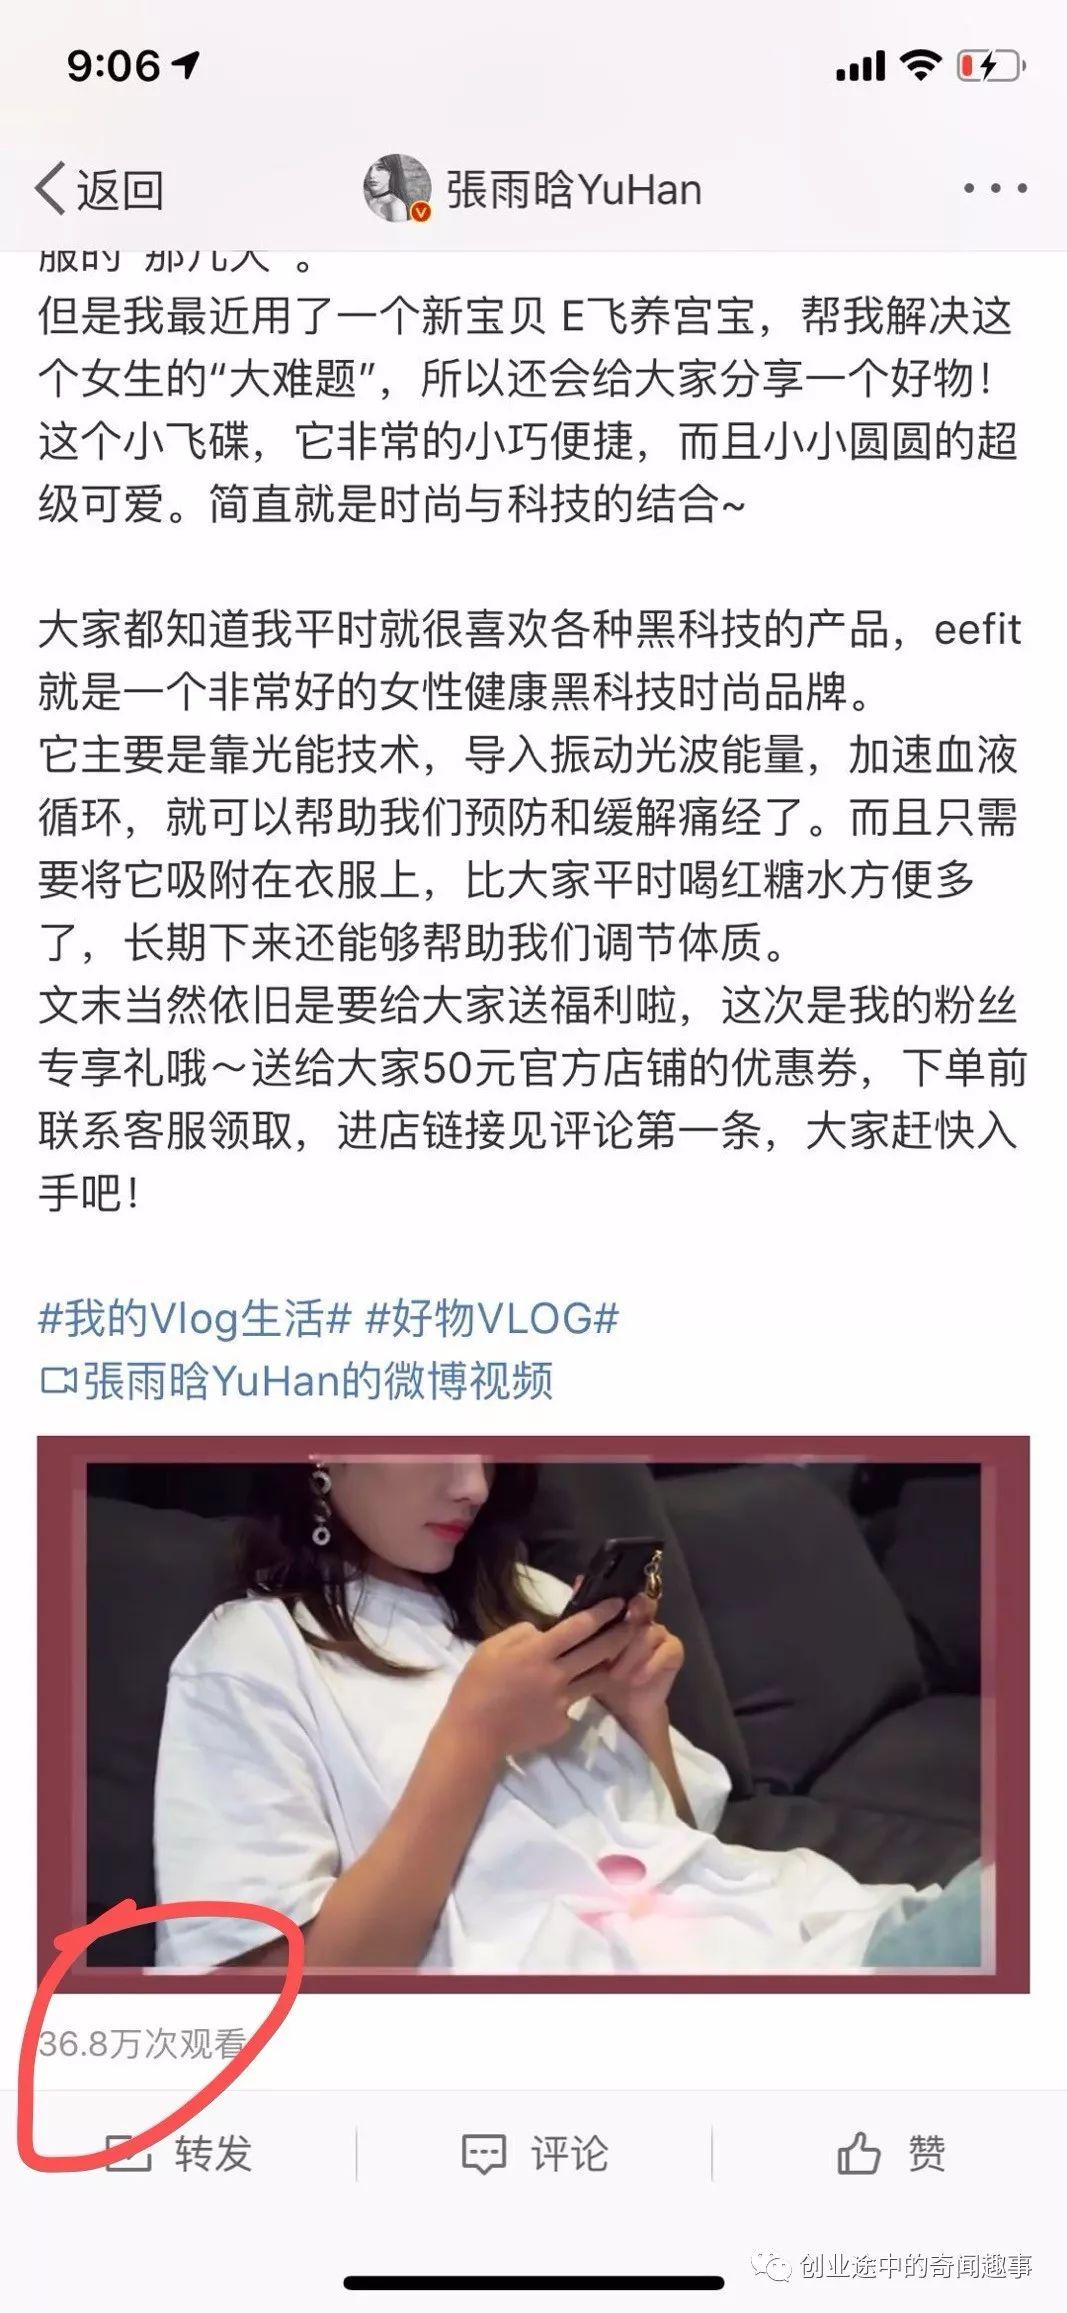 9:06
返回
張雨晗YuHan
服的“那几天”。
但是我最近用了一个新宝贝 E飞养宫宝，帮我解决这
个女生的“大难题”，所以还会给大家分享一个好物！
这个小飞碟，它非常的小巧便捷，而且小小圆圆的超
级可爱。简直就是时尚与科技的结合~
大家都知道我平时就很喜欢各种黑科技的产品，eefit
就是一个非常好的女性健康黑科技时尚品牌。
它主要是靠光能技术，导入振动光波能量，加速血液
循环，就可以帮助我们预防和缓解痛经了。而且只需
要将它吸附在衣服上，比大家平时喝红糖水方便多
了，长期下来还能够帮助我们调节体质。
文末当然依旧是要给大家送福利啦，这次是我的粉丝
专享礼哦～送给大家50元官方店铺的优惠券，下单前
联系客服领取，进店链接见评论第一条，大家赶快入
手吧！
#我的Vlog生活# #好物VLOG#
張雨晗YuHan的微博视频
36.8万次观看
转发
评论
赞
创业途中的奇闻趣事